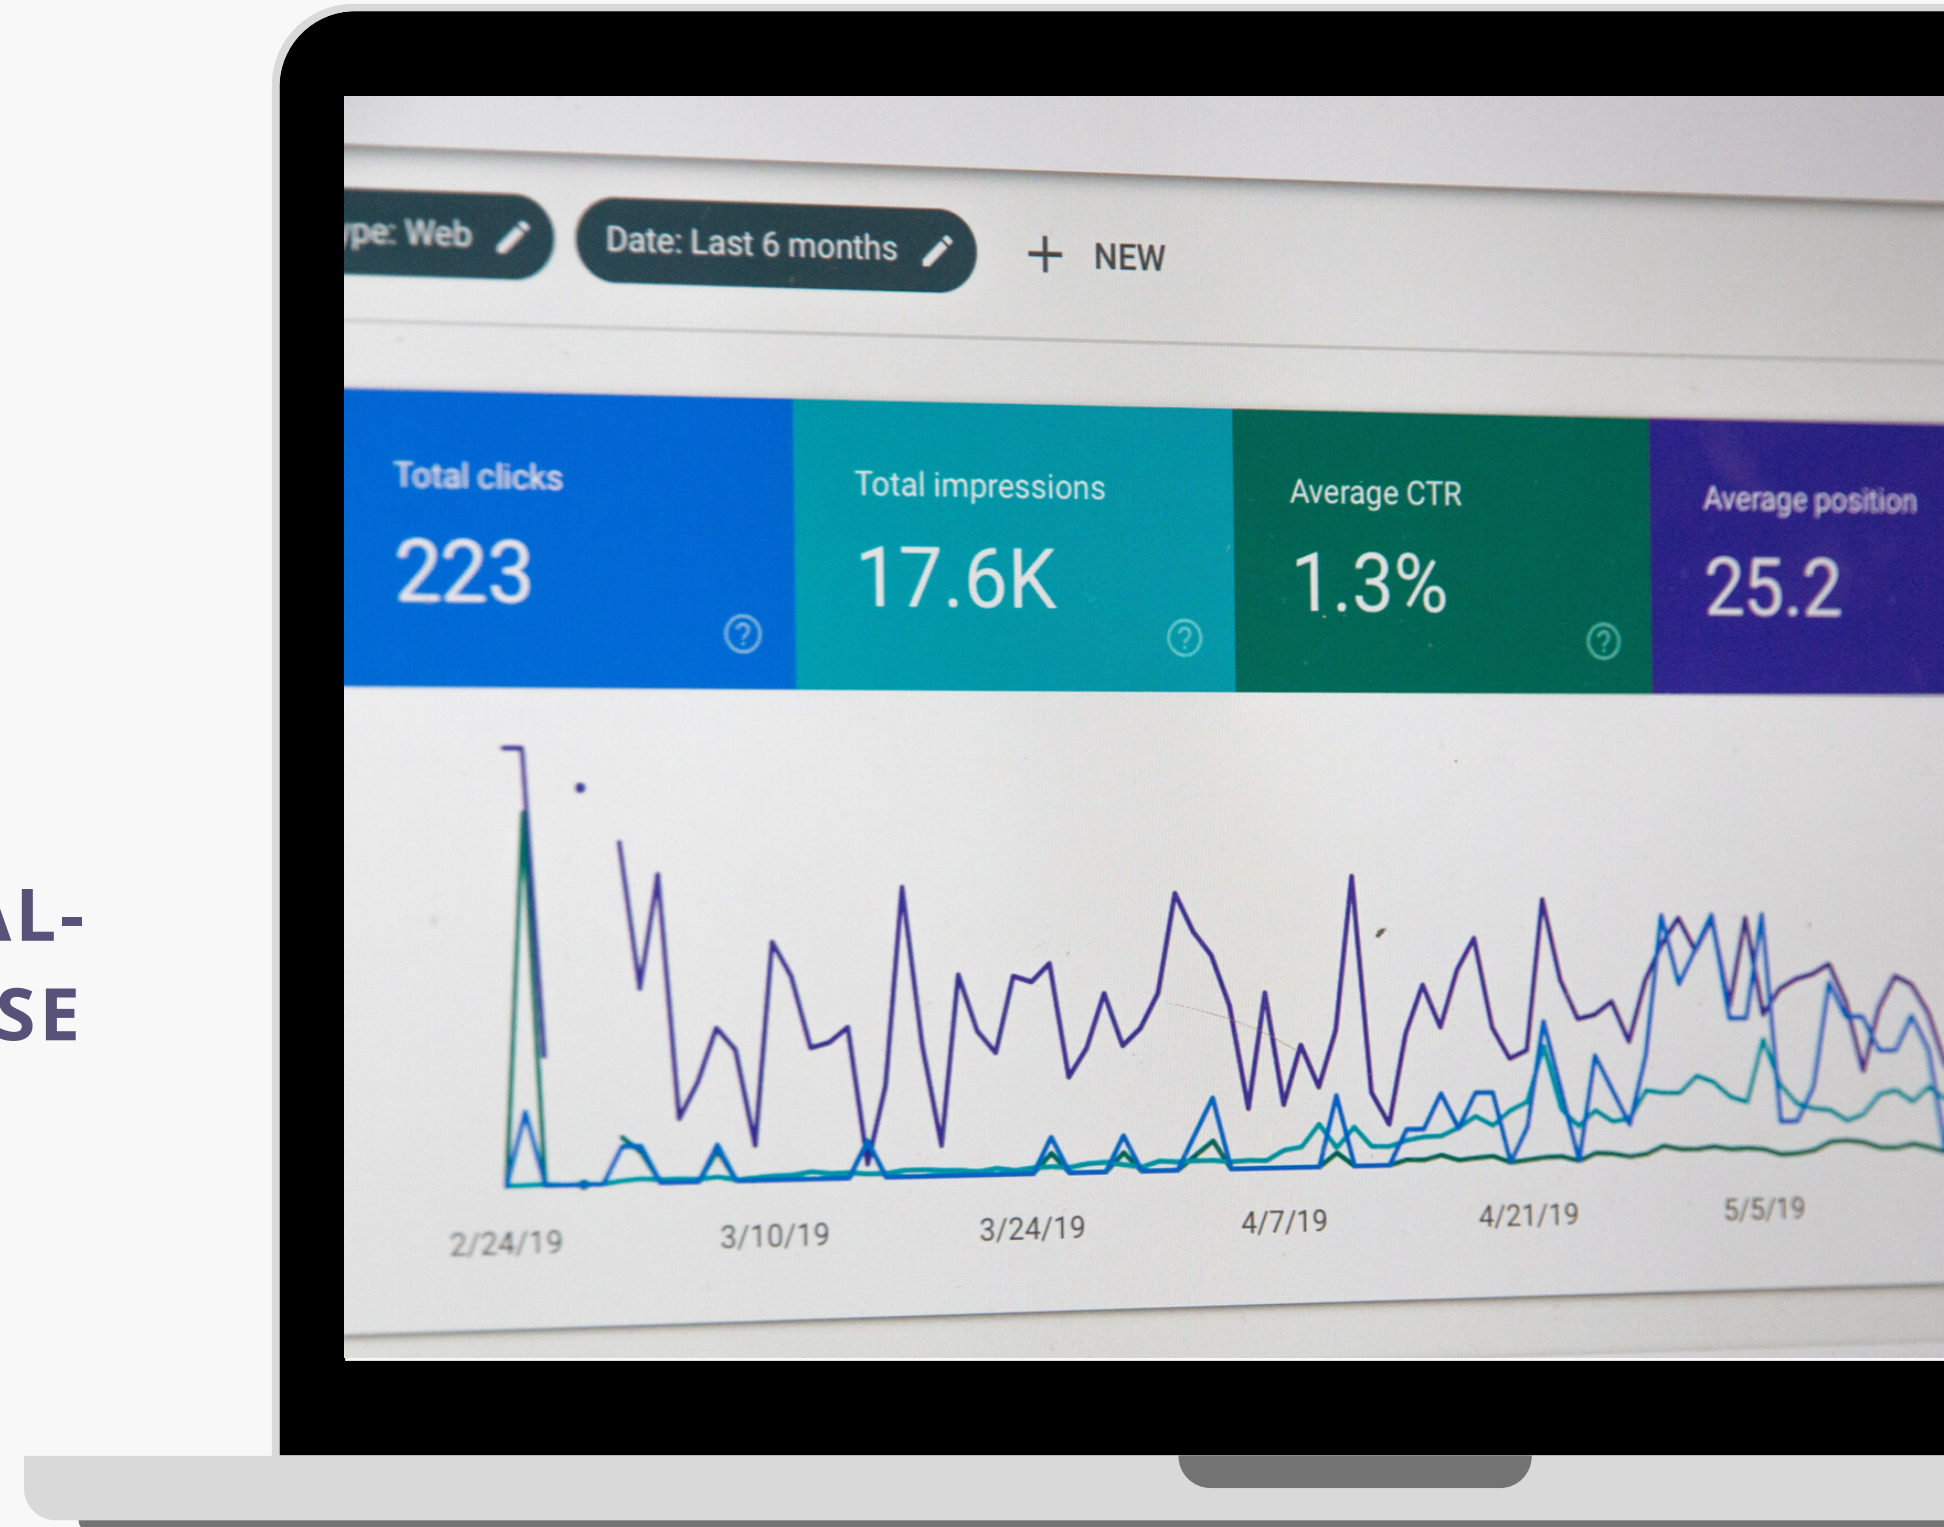 AL-
SE
ype: Web
Date: Last 6 months
+ NEW
Total clicks
223
Total impressions
17.6K
Average CTR
1.3%
Average position
25.2
2/24/19
3/10/19
3/24/19
4/7/19
4/21/19
5/5/19